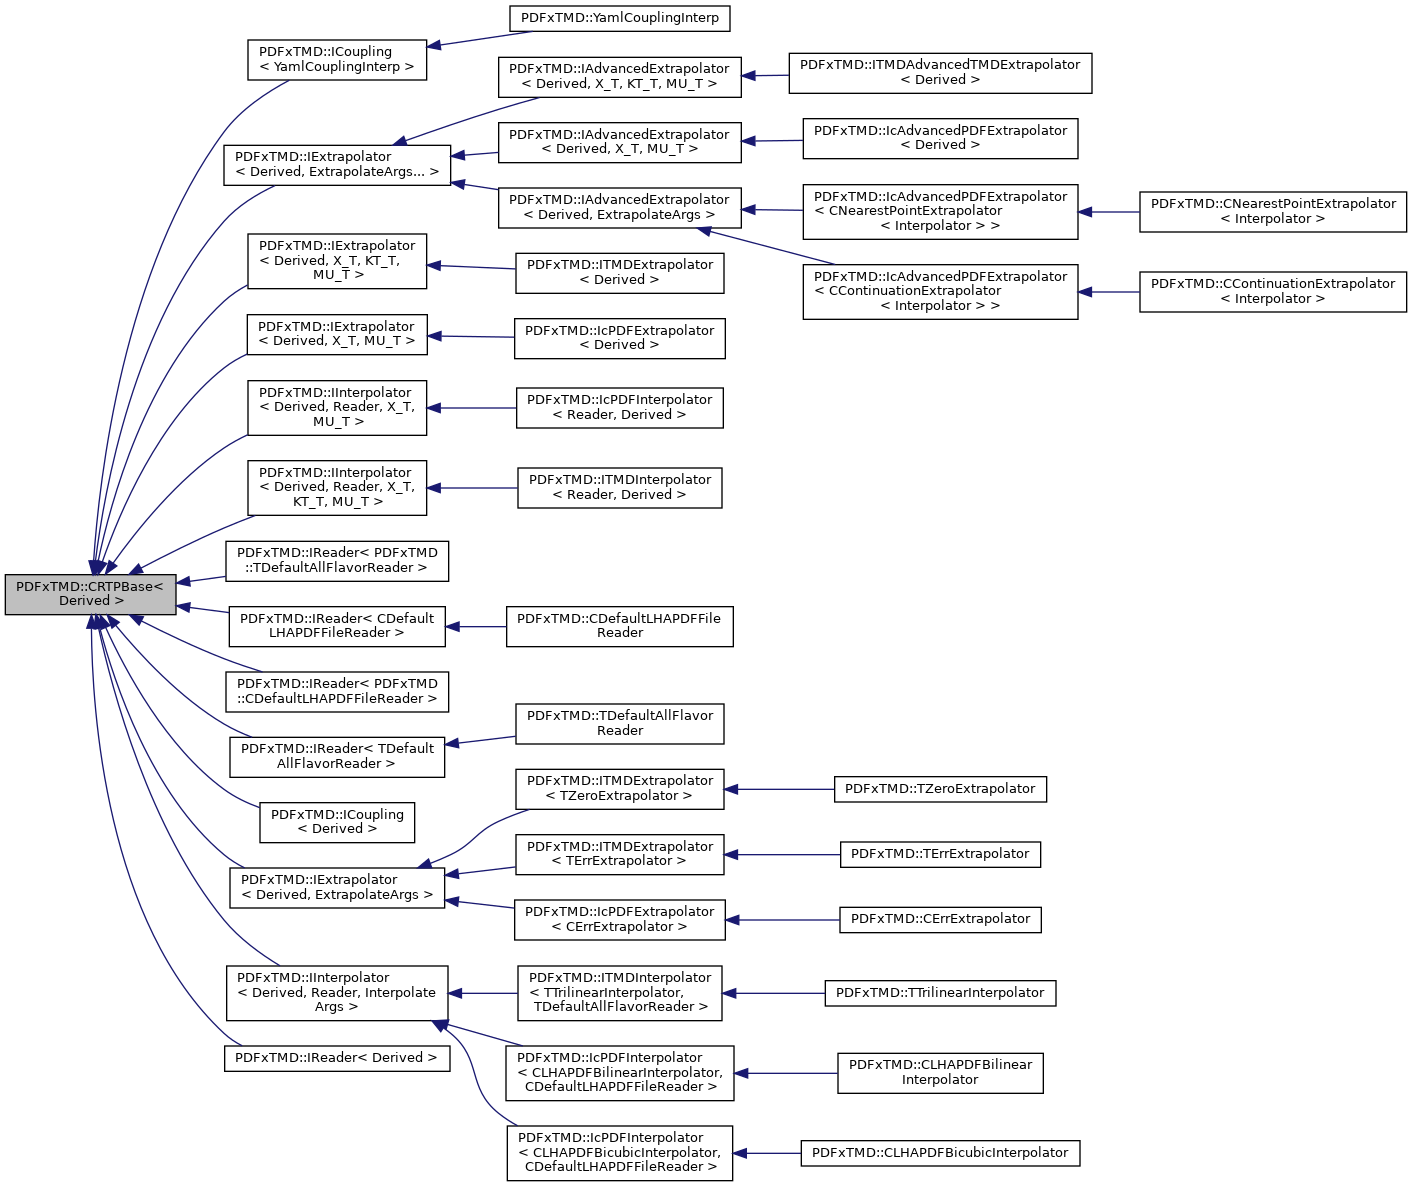 PDFxTMD::YamlCouplingInterp
PDFxTMD::ICoupling
< YamlCouplingInterp >
PDFxTMD::IAdvancedExtrapolator
< Derived, X_T, KT_T, MU_T >
PDFxTMD::ITMDAdvancedTMDExtrapolator
< Derived >
PDFxTMD::IAdvancedExtrapolator
< Derived, X_T, MU_T >
PDFxTMD::IcAdvancedPDFExtrapolator
< Derived >
PDFxTMD::IExtrapolator
< Derived, ExtrapolateArgs... >
PDFxTMD::IAdvancedExtrapolator
< Derived, ExtrapolateArgs >
PDFxTMD::IcAdvancedPDFExtrapolator
< CNearestPointExtrapolator
< Interpolator > >
PDFxTMD::CNearestPointExtrapolator
< Interpolator >
PDFxTMD::IExtrapolator
< Derived, X_T, KT_T,
MU_T >
PDFxTMD::ITMDExtrapolator
< Derived >
PDFxTMD::IcAdvancedPDFExtrapolator
< CContinuationExtrapolator
< Interpolator > >
PDFxTMD::CContinuationExtrapolator
< Interpolator >
PDFxTMD::IExtrapolator
< Derived, X_T, MU_T >
PDFxTMD::IcPDFExtrapolator
< Derived >
PDFxTMD::IInterpolator
< Derived, Reader, X_T,
MU_T >
PDFxTMD::IcPDFInterpolator
< Reader, Derived >
PDFxTMD::IInterpolator
< Derived, Reader, X_T,
KT_T, MU_T >
PDFxTMD::ITMDInterpolator
< Reader, Derived >
PDFxTMD::IReader< PDFxTMD
::TDefaultAllFlavorReader >
PDFxTMD::CRTPBase<
Derived >
PDFxTMD::IReader< CDefault
LHAPDFFileReader >
PDFxTMD::CDefaultLHAPDFFile
Reader
PDFxTMD::IReader< PDFxTMD
::CDefaultLHAPDFFileReader >
PDFxTMD::IReader< TDefault
AllFlavorReader >
PDFxTMD::TDefaultAllFlavor
Reader
PDFxTMD::ICoupling
< Derived >
PDFxTMD::ITMDExtrapolator
< TZeroExtrapolator >
PDFxTMD::TZeroExtrapolator
PDFxTMD::IExtrapolator
< Derived, ExtrapolateArgs >
PDFxTMD::ITMDExtrapolator
< TErrExtrapolator >
PDFxTMD::TErrExtrapolator
PDFxTMD::IcPDFExtrapolator
< CErrExtrapolator >
PDFxTMD::CErrExtrapolator
PDFxTMD::IInterpolator
< Derived, Reader, Interpolate
Args >
PDFxTMD::ITMDInterpolator
< TTrilinearInterpolator,
TDefaultAllFlavorReader >
PDFxTMD::TTrilinearInterpolator
PDFxTMD::IReader< Derived >
PDFxTMD::IcPDFInterpolator
< CLHAPDFBilinearInterpolator,
CDefaultLHAPDFFileReader >
PDFxTMD::CLHAPDFBilinear
Interpolator
PDFxTMD::IcPDFInterpolator
< CLHAPDFBicubicInterpolator,
CDefaultLHAPDFFileReader >
PDFxTMD::CLHAPDFBicubicInterpolator